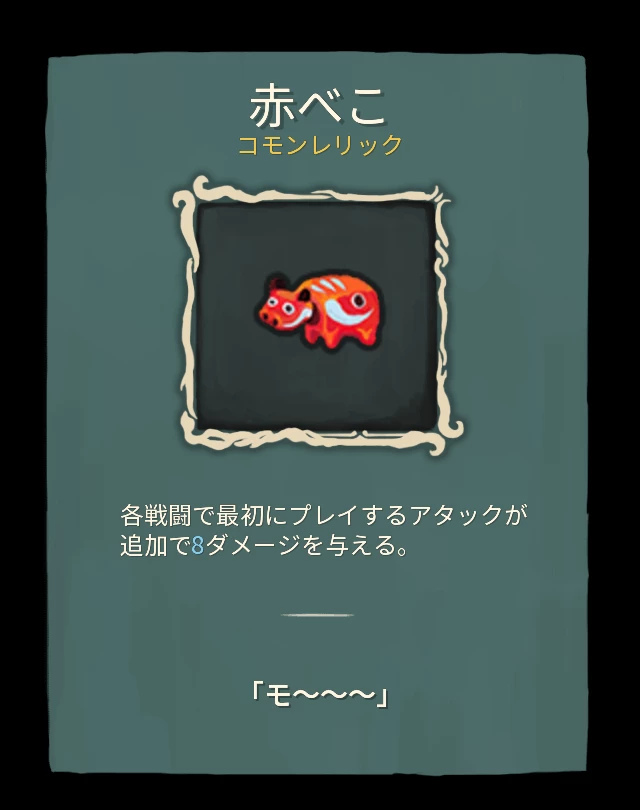 赤べこ
コモンレリック
各戦闘で最初にプレイするアタックが
追加で8ダメージを与える。
「モ〜〜〜」